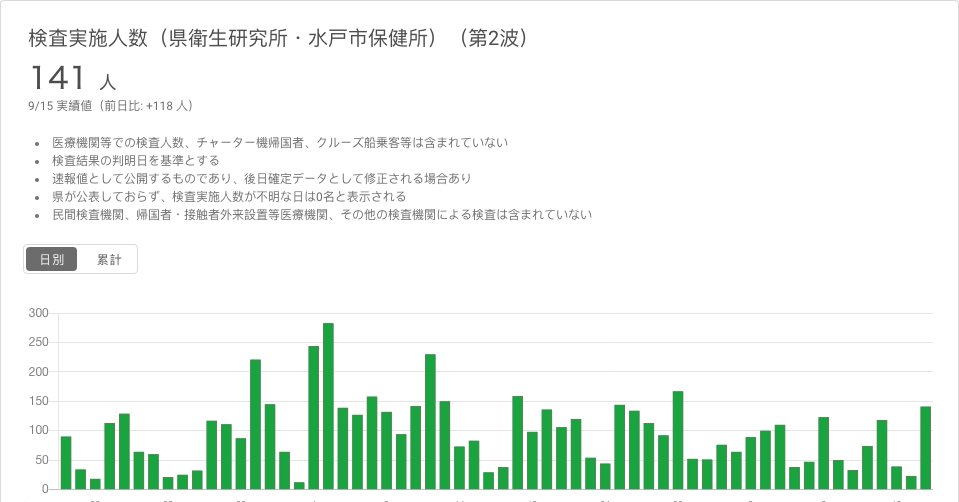 検査実施人数（県衛生研究所・水戸市保健所）（第2波）
141 人
9/15 実績値（前日比: +118 人）
• 医療機関等での検査人数、チャーター機帰国者、クルーズ船乗客等は含まれていない
• 検査結果の判明日を基準とする
• 速報値として公開するものであり、後日確定データとして修正される場合あり
• 県が公表しておらず、検査実施人数が不明な日は0名と表示される
• 民間検査機関、帰国者・接触者外来設置等医療機関、その他の検査機関による検査は含まれていない
日別 累計
300
250
200
150
100
50
0